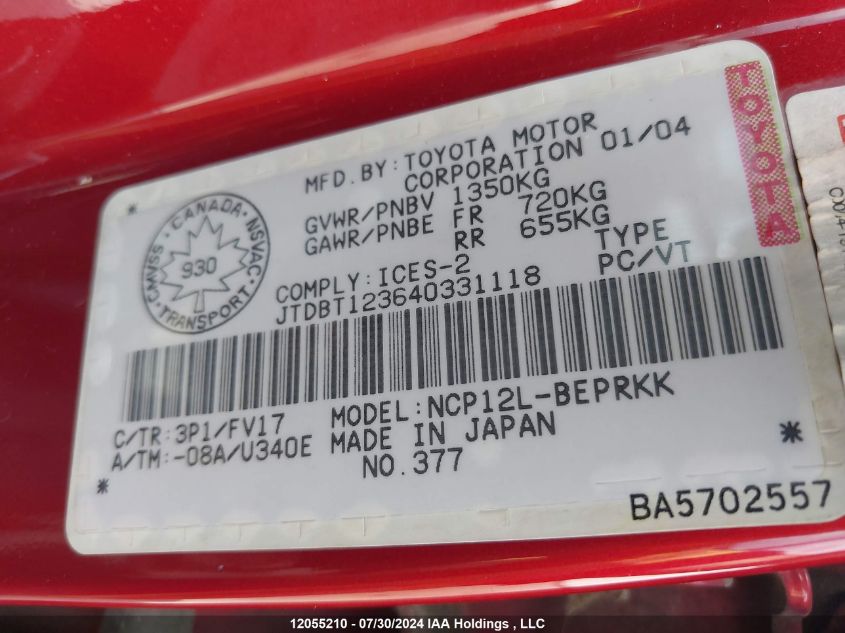 MFD.BY:TOYOTA MOTOR
CORPORATION 01/04
GVWR/PNBV 1350KG
GAWR/PNBE FR 720KG
RR 655KG
COMPLY:ICES-2
TYPE
PC/VT
JTDBT123640331118
CANADA
CMVSS
NSVAC
930
TRANSPORT
TOYOTA
C/TR:3P1/FV17
MODEL:NCP12L-BEPRKK
A/TM:-08A/U340E
MADE IN JAPAN
NO.377
BA5702557
12055210 - 07/30/2024 IAA Holdings , LLC